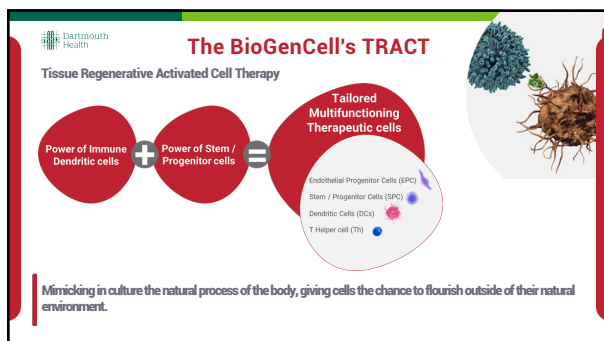 Dartmouth
Health
The BioGenCell's TRACT
Tissue Regenerative Activated Cell Therapy
Power of Immune
Dendritic cells
+
Power of Stem /
Progenitor cells
=
Tailored
Multifunctioning
Therapeutic cells
Endothelial Progenitor Cells (EPC)
Stem / Progenitor Cells (SPC)
Dendritic Cells (DCs)
T Helper cell (Th)
Mimicking in culture the natural process of the body, giving cells the chance to flourish outside of their natural
environment.